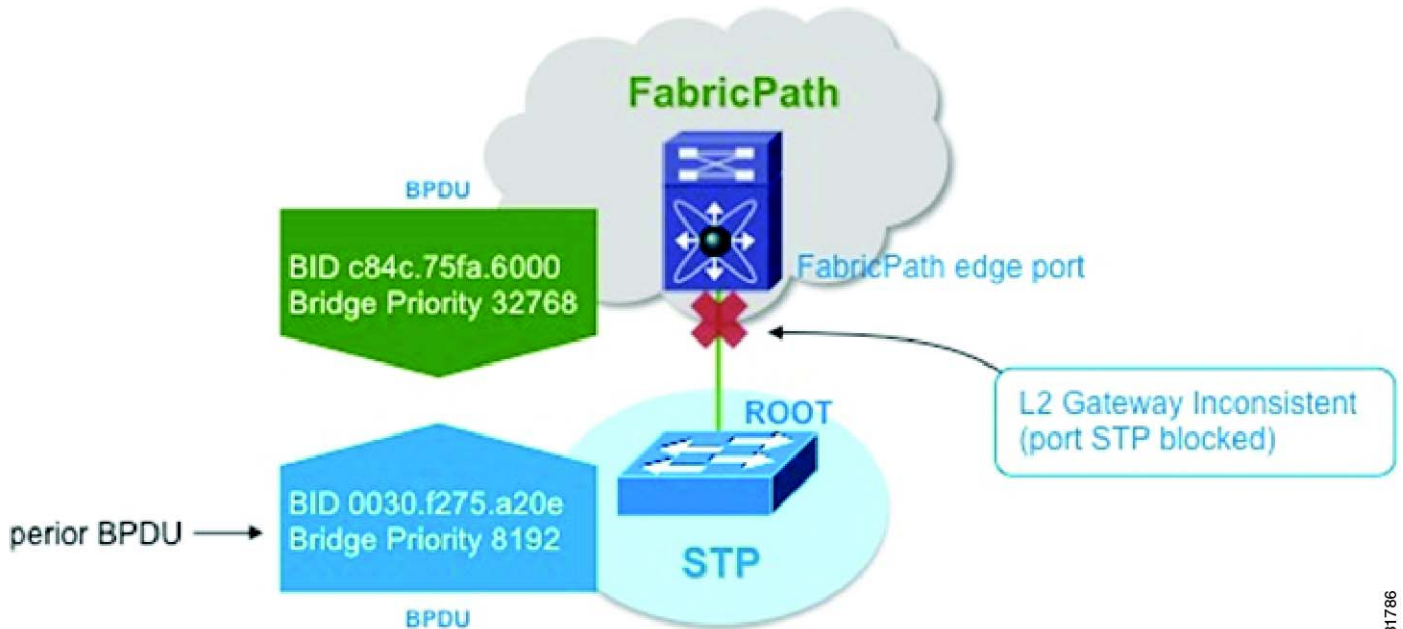 FabricPath
BPDU
BID c84c.75fa.6000
Bridge Priority 32768
FabricPath edge port
L2 Gateway Inconsistent
(port STP blocked)
ROOT
perior BPDU
BID 0030.f275.a20e
Bridge Priority 8192
STP
BPDU
31786